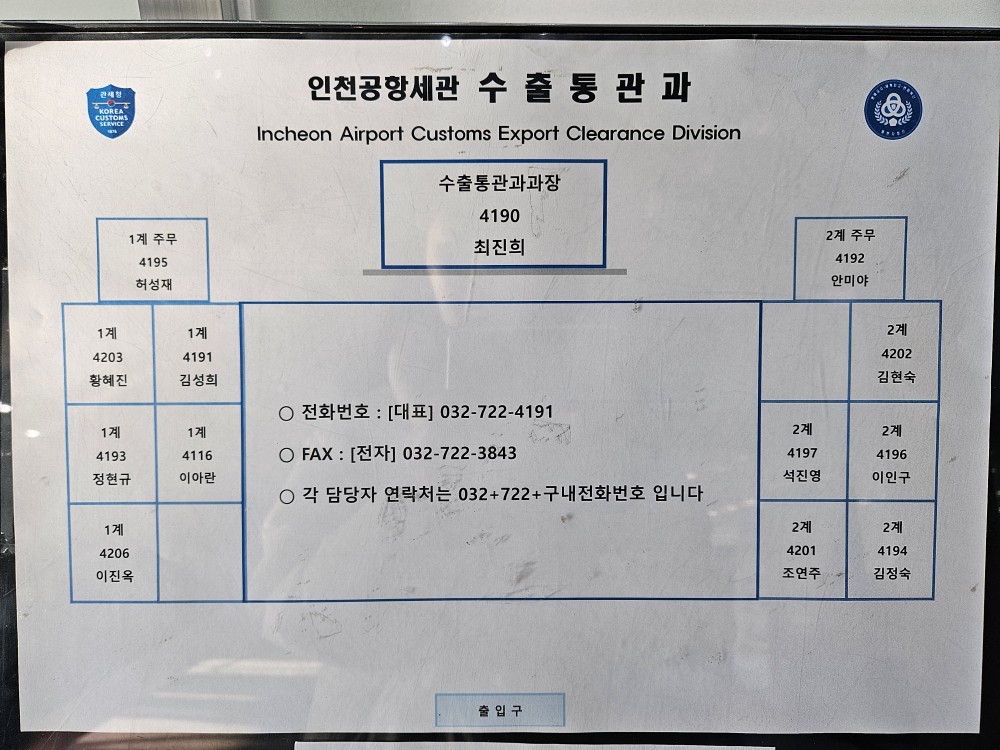 인천공항세관 수출통관과
관세청
KOREA
CUSTOMS
SERVICE
1878
Incheon Airport Customs Export Clearance Division
수출통관과과장
4190
최진희
1계 주무
4195
허성재
2계 주무
4192
안미야
1계
4203
황혜진
1계
4191
김성희
1계
4193
정현규
1계
4116
이아란
1계
4206
이진옥
○ 전화번호 : [대표] 032-722-4191
○ FAX : [전자] 032-722-3843
○ 각 담당자 연락처는 032+722+구내전화번호 입니다
2계
4202
김현숙
2계
4197
석진영
2계
4196
이인구
2계
4201
조연주
2계
4194
김정숙
출입구